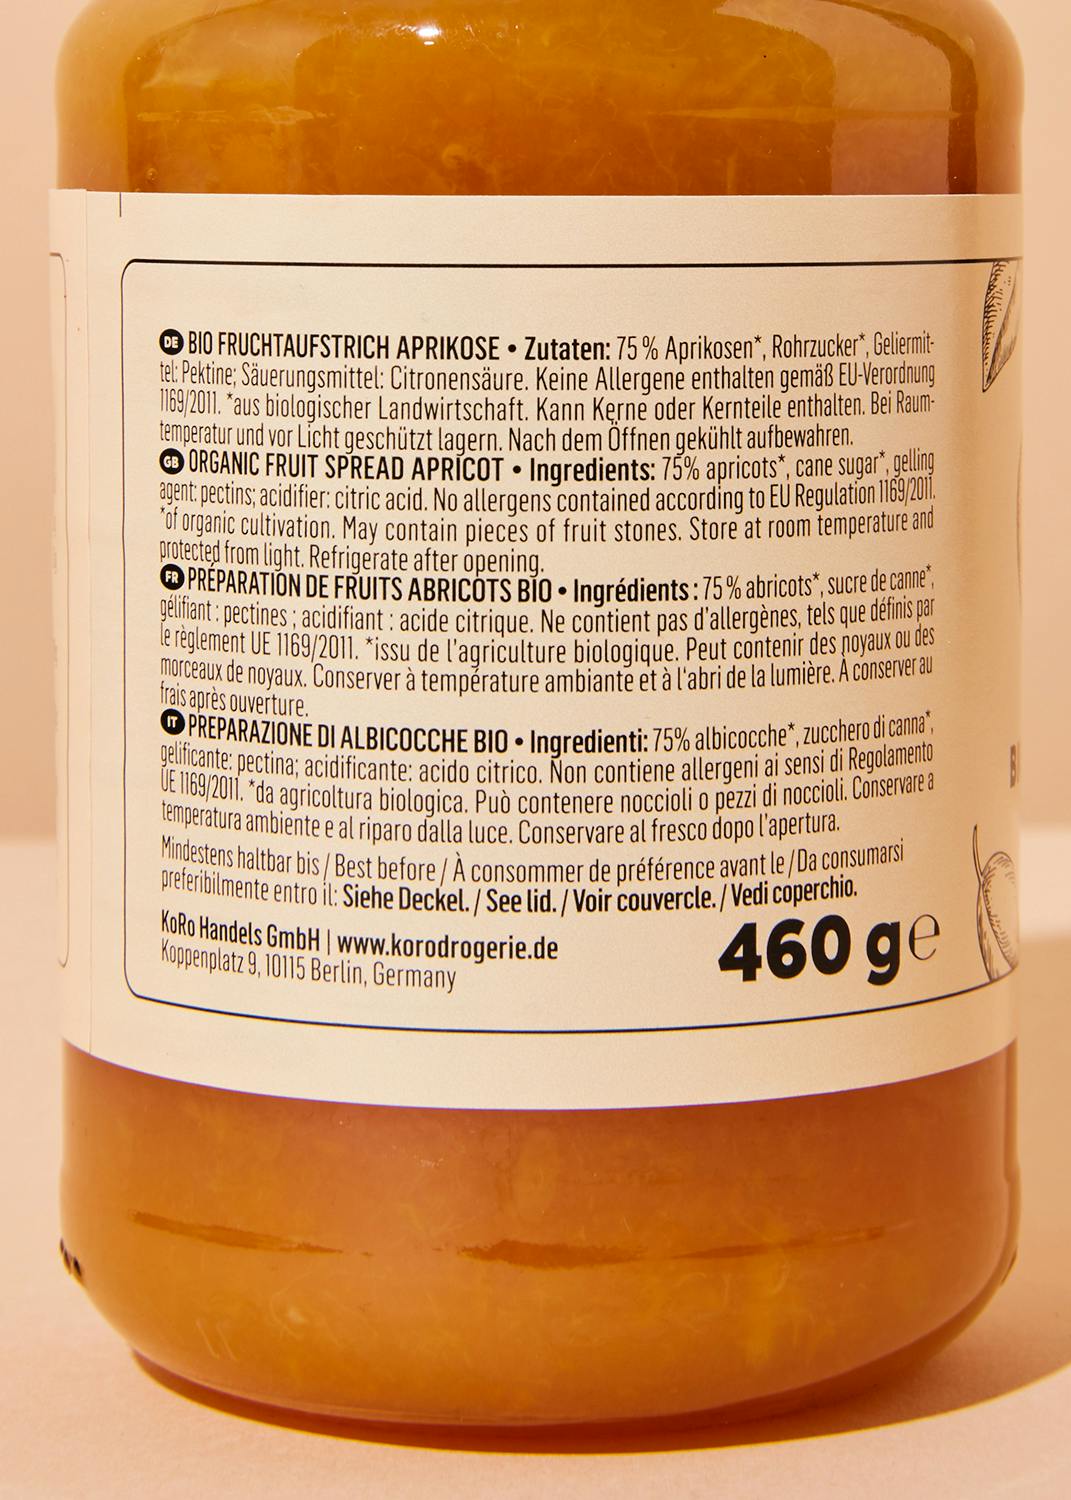 DE BIO FRUCHTAUFSTRICH APRIKOSE • Zutaten: 75 % Aprikosen*, Rohrzucker*, Geliermit-
tel: Pektine; Säuerungsmittel: Citronensäure. Keine Allergene enthalten gemäß EU-Verordnung
1169/2011. *aus biologischer Landwirtschaft. Kann Kerne oder Kernteile enthalten. Bei Raum-
temperatur und vor Licht geschützt lagern. Nach dem Öffnen gekühlt aufbewahren.
GB ORGANIC FRUIT SPREAD APRICOT • Ingredients: 75% apricots*, cane sugar*, gelling
agent: pectins; acidifier: citric acid. No allergens contained according to EU Regulation 1169/2011.
*of organic cultivation. May contain pieces of fruit stones. Store at room temperature and
protected from light. Refrigerate after opening.
FR PRÉPARATION DE FRUITS ABRICOTS BIO • Ingrédients : 75 % abricots*, sucre de canne*,
gélifiant : pectines ; acidifiant : acide citrique. Ne contient pas d'allergènes, tels que définis par
le règlement UE 1169/2011. *issu de l'agriculture biologique. Peut contenir des noyaux ou des
morceaux de noyaux. Conserver à température ambiante et à l'abri de la lumière. À conserver au
frais après ouverture.
IT PREPARAZIONE DI ALBICOCCHE BIO • Ingredienti: 75% albicocche*, zucchero di canna*,
gelificante: pectina; acidificante: acido citrico. Non contiene allergeni ai sensi di Regolamento
UE 1169/2011. *da agricoltura biologica. Può contenere noccioli o pezzi di noccioli. Conservare a
temperatura ambiente e al riparo dalla luce. Conservare al fresco dopo l'apertura.
Mindestens haltbar bis / Best before / À consommer de préférence avant le / Da consumarsi
preferibilmente entro il: Siehe Deckel. / See lid. / Voir couvercle. / Vedi coperchio.
KoRo Handels GmbH | www.korodrogerie.de
Koppenplatz 9, 10115 Berlin, Germany
460 g ℮